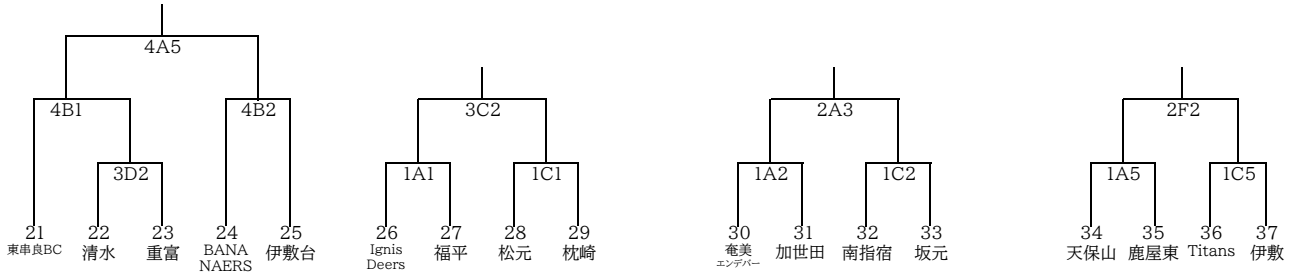 4A5
4B1 4B2 3C2 2A3 2F2
3D2 1A1 1C1 1A2 1C2 1A5 1C5
21 22 23 24 25 26 27 28 29 30 31 32 33 34 35 36 37
東串良BC 清水 重富 BANA NAERS 伊敷台 Ignis Deers 福平 松元 枕崎 奄美 エンデバー 加世田 南指宿 坂元 天保山 鹿屋東 Titans 伊敷